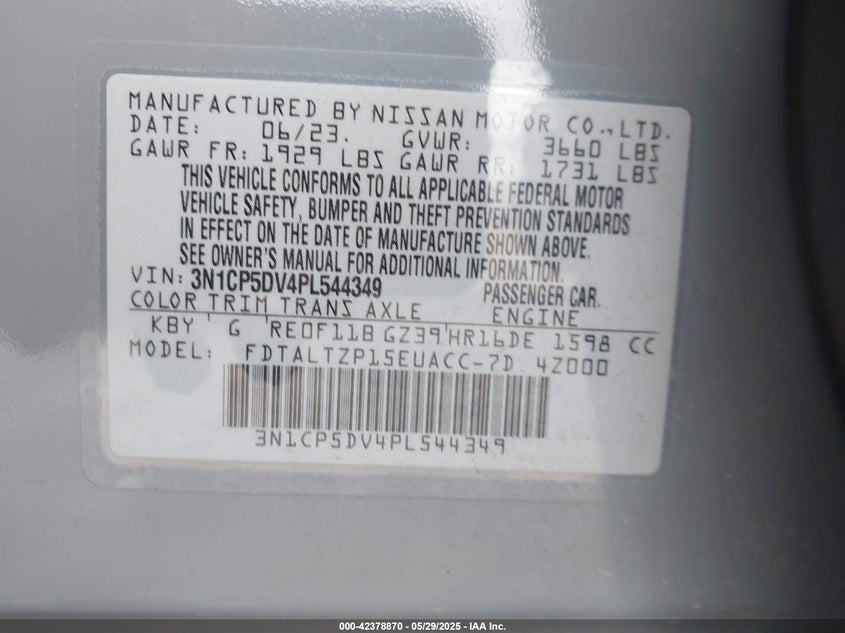 MANUFACTURED BY NISSAN MOTOR CO., LTD.
DATE: 06/23. GVWR: 3660 LBS
GAWR FR: 1929 LBS GAWR RR: 1731 LBS
THIS VEHICLE CONFORMS TO ALL APPLICABLE FEDERAL MOTOR
VEHICLE SAFETY, BUMPER AND THEFT PREVENTION STANDARDS
IN EFFECT ON THE DATE OF MANUFACTURE SHOWN ABOVE.
SEE OWNER'S MANUAL FOR ADDITIONAL INFORMATION.
VIN: 3N1CP5DV4PL544349 PASSENGER CAR.
COLOR TRIM TRANS AXLE ENGINE
KBY G RE0F11B GZ39 HR16DE 1598 CC
MODEL: FDTALTZP15EUACC-7D 4Z000
3N1CP5DV4PL544349
000-42378870 | 05/29/2025 - IAA Inc.